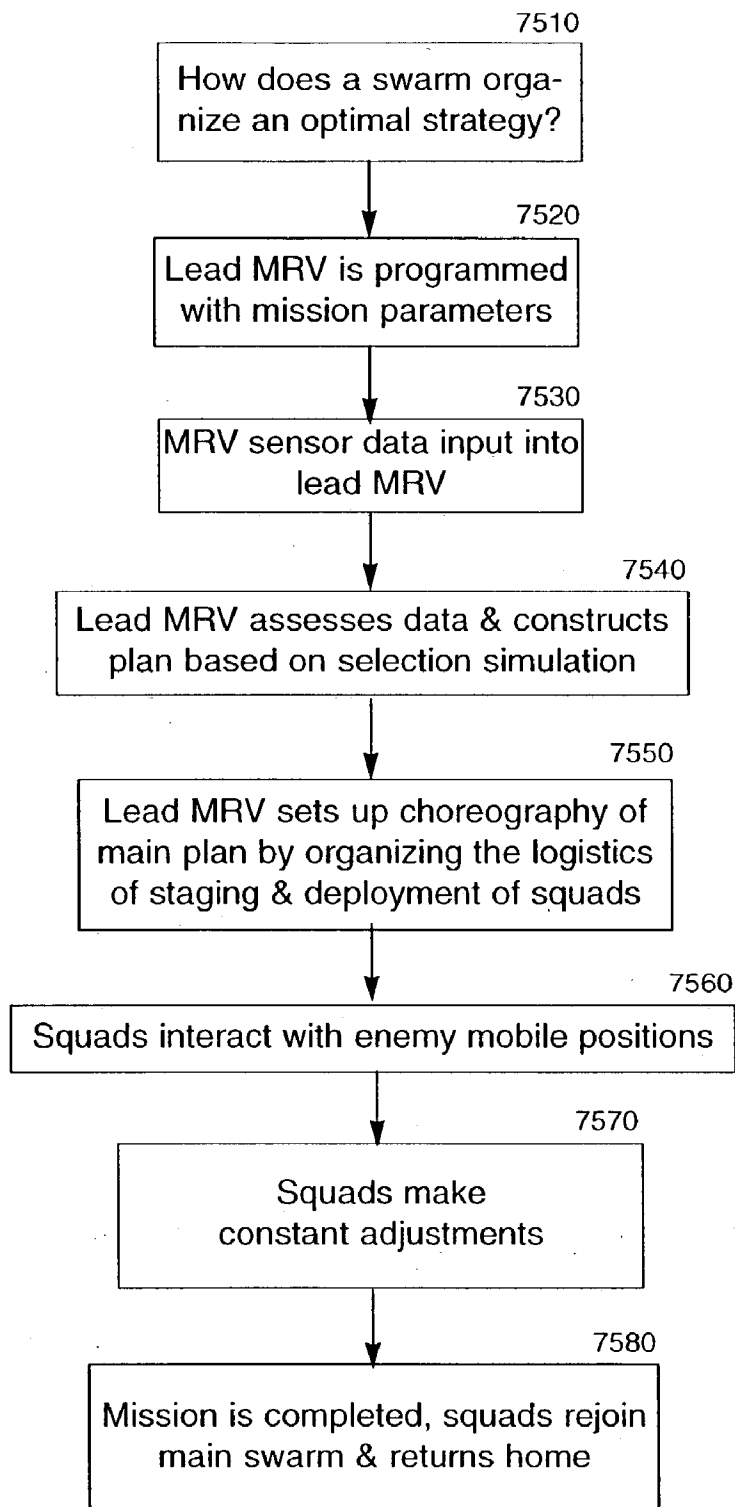 7510
How does a swarm orga-
nize an optimal strategy?
7520
Lead MRV is programmed
with mission parameters
7530
MRV sensor data input into
lead MRV
7540
Lead MRV assesses data & constructs
plan based on selection simulation
7550
Lead MRV sets up choreography of
main plan by organizing the logistics
of staging & deployment of squads
7560
Squads interact with enemy mobile positions
7570
Squads make
constant adjustments
7580
Mission is completed, squads rejoin
main swarm & returns home